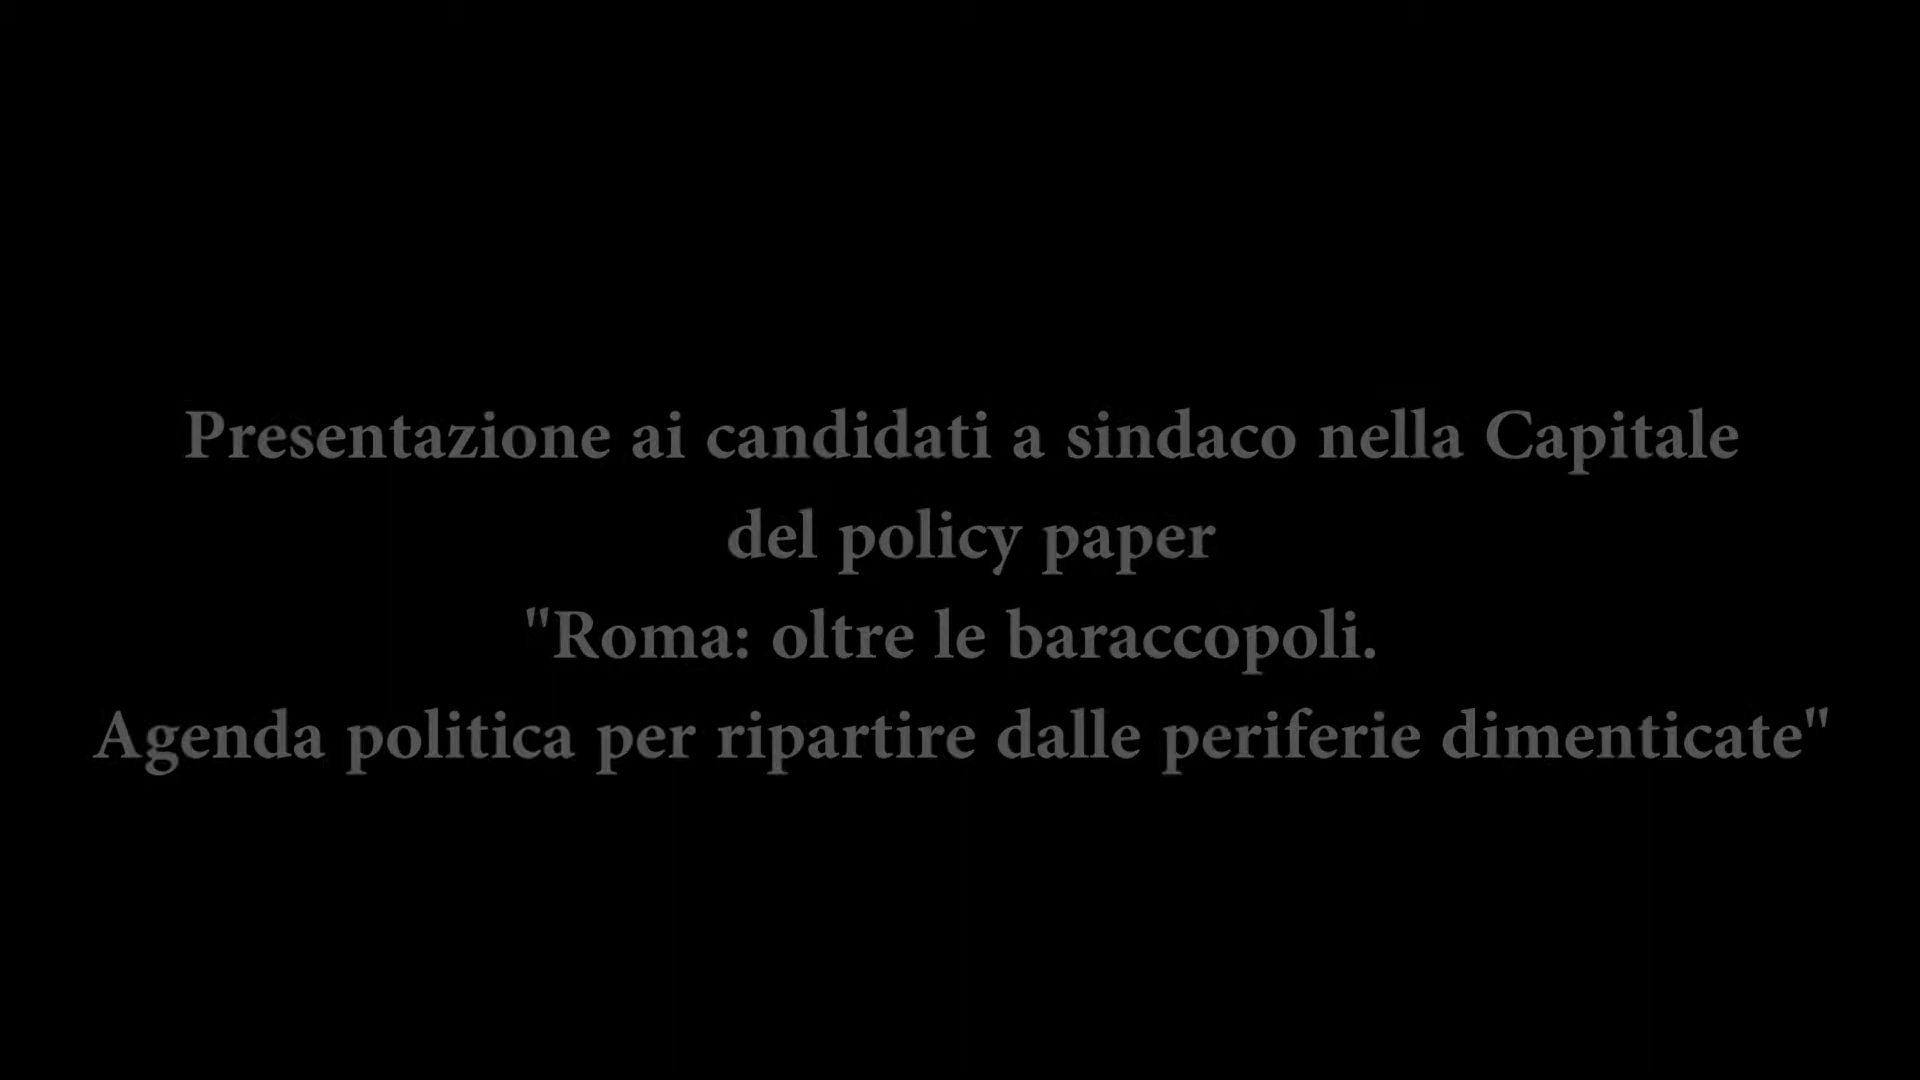 Presentazione ai candidati a sindaco nella Capitale
del policy paper
"Roma: oltre le baraccopoli.
Agenda politica per ripartire dalle periferie dimenticate"